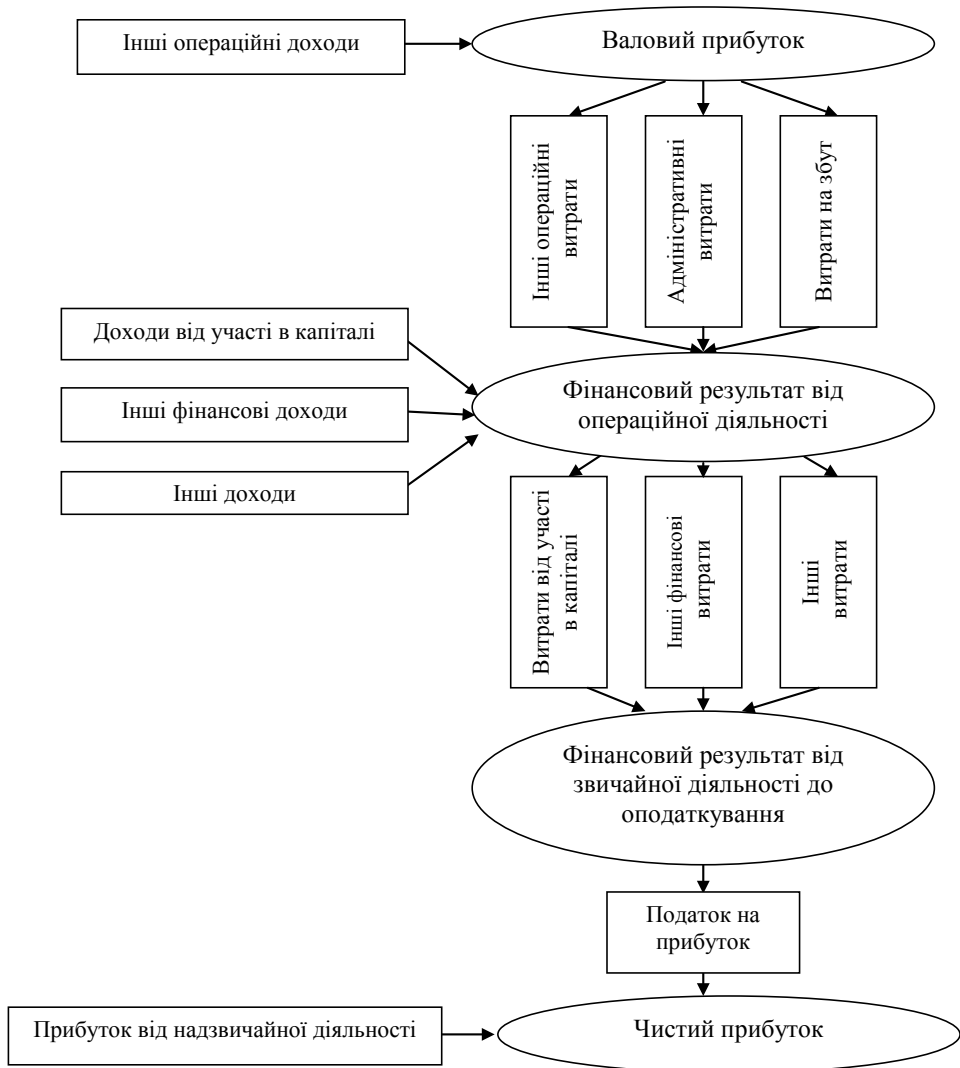 Інші операційні доходи
Валовий прибуток
Інші операційні
витрати
Адміністративні
витрати
Витрати на збут
Доходи від участі в капіталі
Інші фінансові доходи
Інші доходи
Фінансовий результат від
операційної діяльності
Витрати від участі
в капіталі
Інші фінансові
витрати
Інші
витрати
Фінансовий результат від
звичайної діяльності до
оподаткування
Податок на
прибуток
Прибуток від надзвичайної діяльності
Чистий прибуток